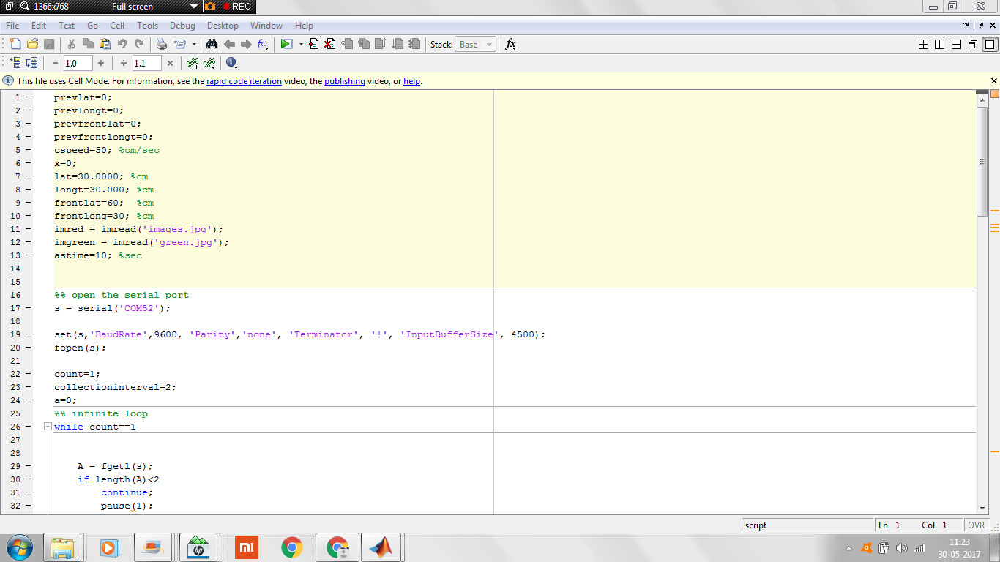 1366x768 Full screen REC
File Edit Text Go Cell Tools Debug Desktop Window Help
Stack: Base fx
− 1.0 + ÷ 1.1 ×
This file uses Cell Mode. For information, see the rapid code iteration video, the publishing video, or help.
1 − prevlat=0;
2 − prevlongt=0;
3 − prevfrontlat=0;
4 − prevfrontlongt=0;
5 − cspeed=50; %cm/sec
6 − x=0;
7 − lat=30.0000; %cm
8 − longt=30.000; %cm
9 − frontlat=60;  %cm
10 − frontlong=30; %cm
11 − imred = imread('images.jpg');
12 − imgreen = imread('green.jpg');
13 − astime=10; %sec
14
15
16 %% open the serial port
17 − s = serial('COM52');
18
19 − set(s,'BaudRate',9600, 'Parity','none', 'Terminator', '!', 'InputBufferSize', 4500);
20 − fopen(s);
21
22 − count=1;
23 − collectioninterval=2;
24 − a=0;
25 %% infinite loop
26 − while count==1
27
28
29 − A = fgetl(s);
30 − if length(A)<2
31 − continue;
32 − pause(1);
script Ln 1 Col 1 OVR
hp mi
11:23
30-05-2017